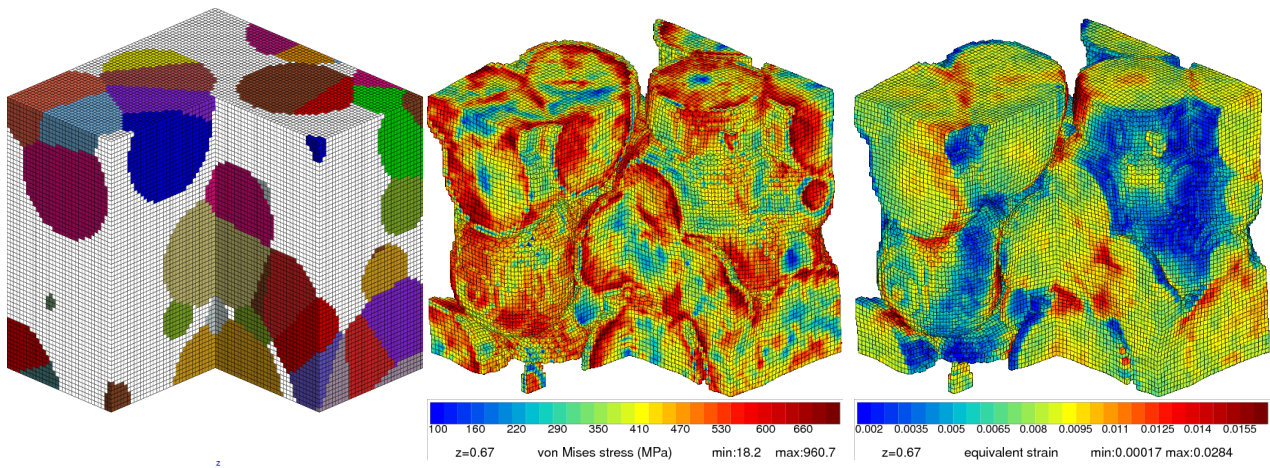 100 160 220 290 350 410 470 530 600 660
z=0.67 von Mises stress (MPa) min:18.2 max:960.7
0.002 0.0035 0.005 0.0065 0.008 0.0095 0.011 0.0125 0.014 0.0155
z=0.67 equivalent strain min:0.00017 max:0.0284
z